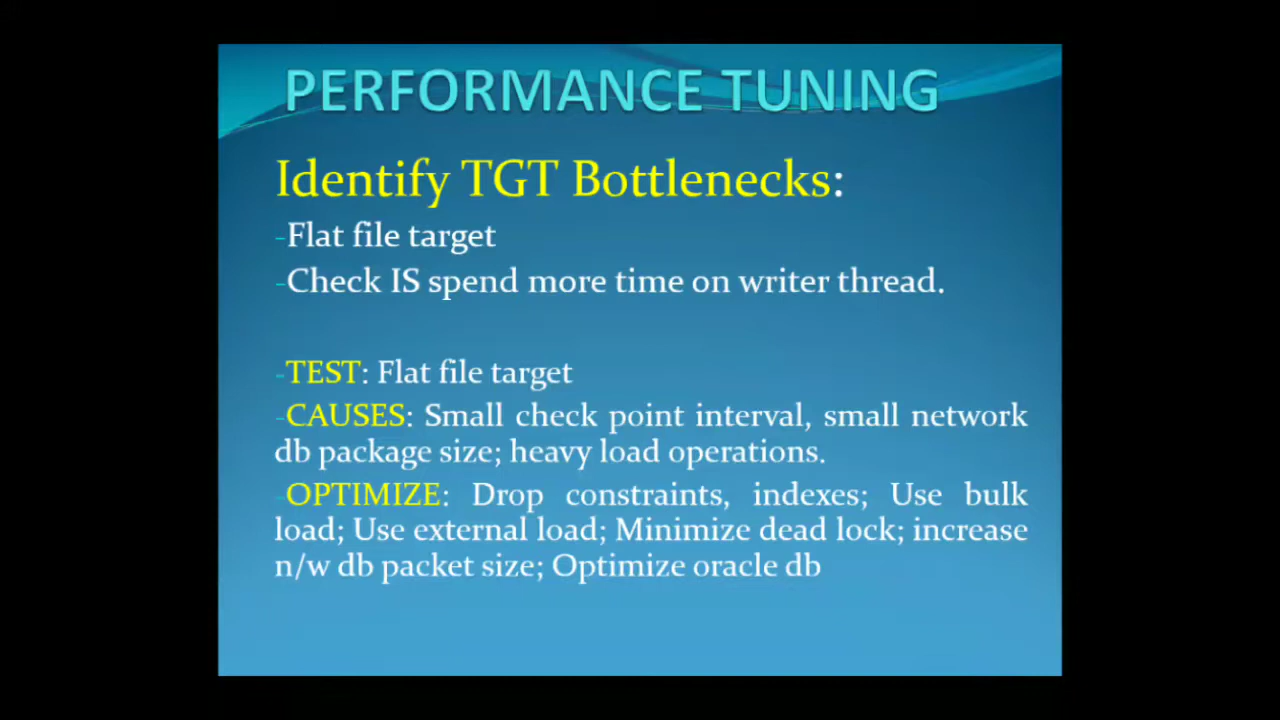 PERFORMANCE TUNING
Identify TGT Bottlenecks:
-Flat file target
-Check IS spend more time on writer thread.
-TEST: Flat file target
-CAUSES: Small check point interval, small network
db package size; heavy load operations.
-OPTIMIZE: Drop constraints, indexes; Use bulk
load; Use external load; Minimize dead lock; increase
n/w db packet size; Optimize oracle db